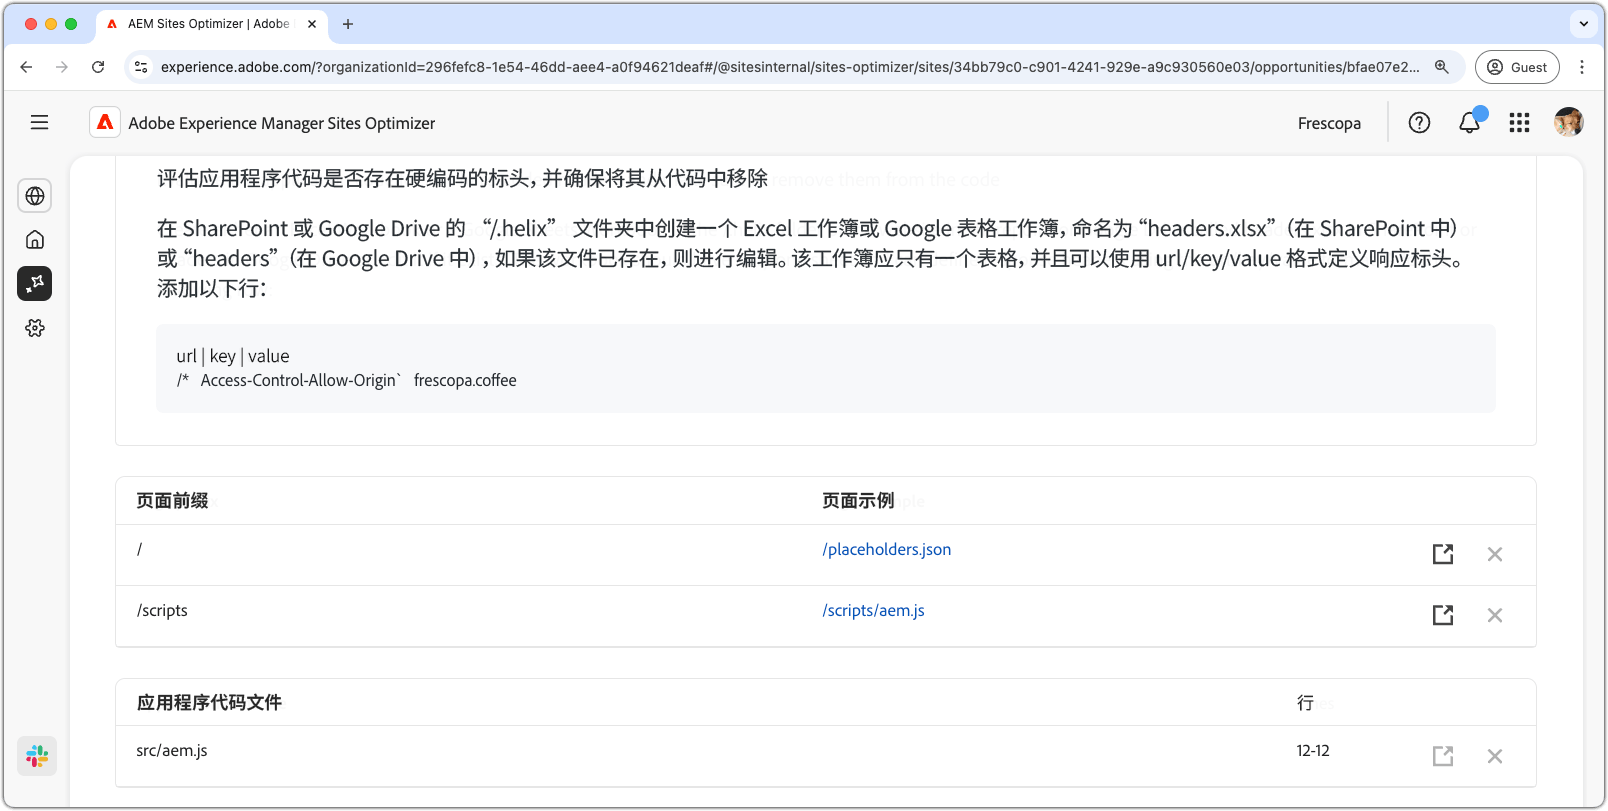 AEM Sites Optimizer | Adobe
experience.adobe.com/?organizationId=296fefc8-1e54-46dd-aee4-a0f94621deaf#/@sitesinternal/sites-optimizer/sites/34bb79c0-c901-4241-929e-a9c930560e03/opportunities/bfae07e2...
Guest
Adobe Experience Manager Sites Optimizer
Frescopa
评估应用程序代码是否存在硬编码的标头，并确保将其从代码中移除 remove them from the code
在 SharePoint 或 Google Drive 的 “/.helix” 文件夹中创建一个 Excel 工作簿或 Google 表格工作簿，命名为 “headers.xlsx”（在 SharePoint 中）
或 “headers”（在 Google Drive 中），如果该文件已存在，则进行编辑。该工作簿应只有一个表格，并且可以使用 url/key/value 格式定义响应标头。
添加以下行：
url | key | value
/* Access-Control-Allow-Origin` frescopa.coffee
页面前缀
页面示例
/
/placeholders.json
/scripts
/scripts/aem.js
应用程序代码文件
行
src/aem.js
12-12